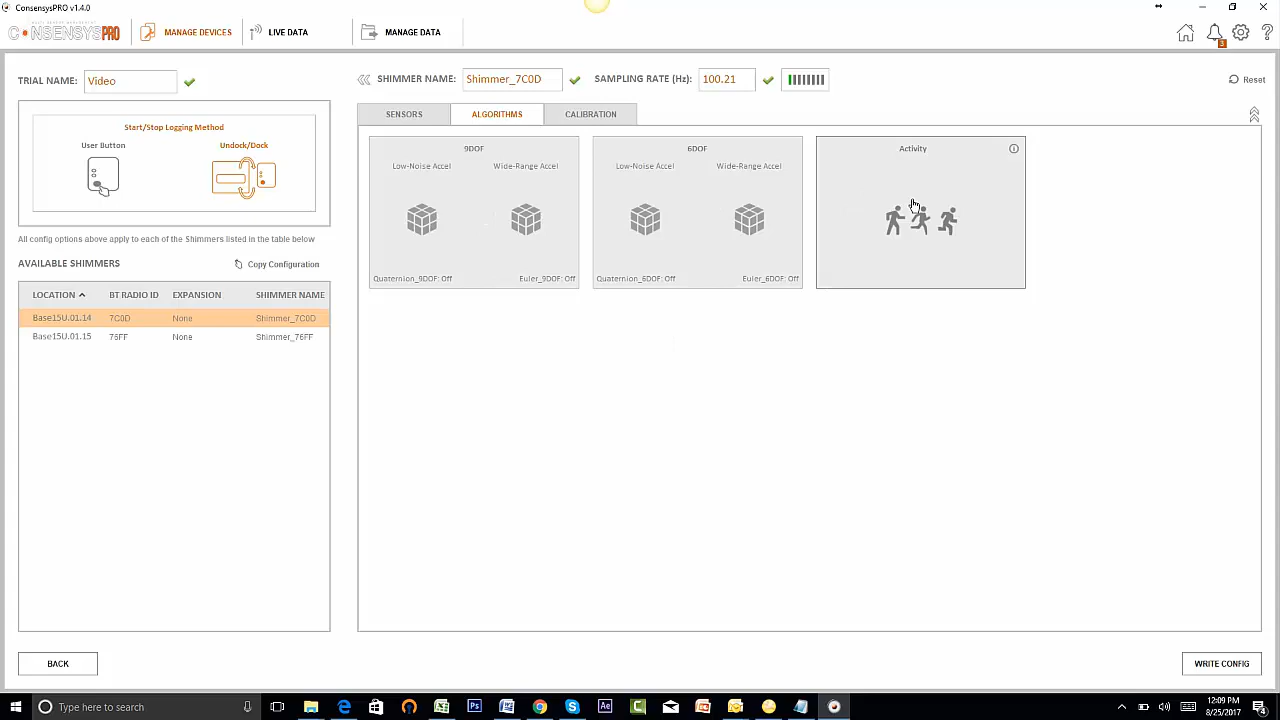 ConsensysPRO v1.4.0
CONSENSYSPRO
MANAGE DEVICES
LIVE DATA
MANAGE DATA
3
TRIAL NAME: Video
SHIMMER NAME: Shimmer_7C0D
SAMPLING RATE (Hz): 100.21
Reset
Start/Stop Logging Method
User Button
Undock/Dock
All config options above apply to each of the Shimmers listed in the table below
AVAILABLE SHIMMERS
Copy Configuration
LOCATION BT RADIO ID EXPANSION SHIMMER NAME
Base15U.01.14 7C0D None Shimmer_7C0D
Base15U.01.15 76FF None Shimmer_76FF
SENSORS
ALGORITHMS
CALIBRATION
9DOF
Low-Noise Accel Wide-Range Accel
Quaternion_9DOF: Off Euler_9DOF: Off
6DOF
Low-Noise Accel Wide-Range Accel
Quaternion_6DOF: Off Euler_6DOF: Off
Activity
BACK
WRITE CONFIG
Type here to search
12:09 PM
8/25/2017